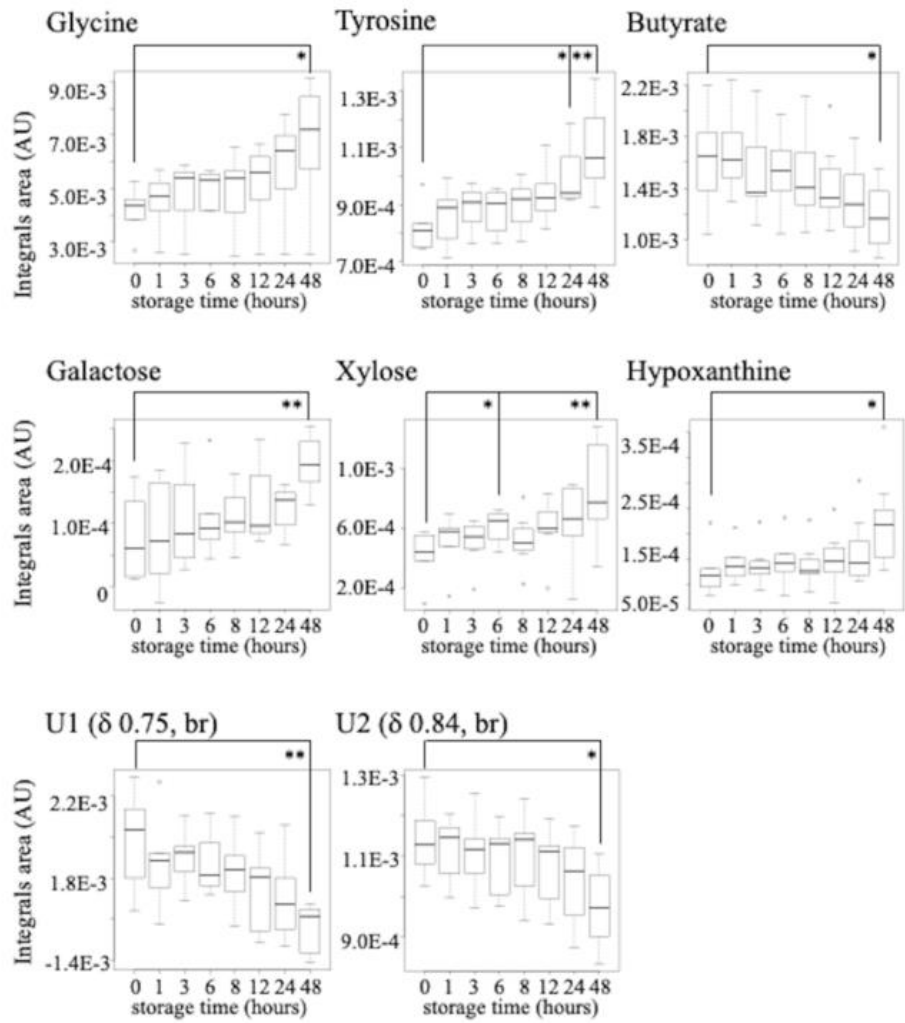 Glycine Tyrosine Butyrate
* * ** *
Integrals area (AU)
9.0E-3
7.0E-3
5.0E-3
3.0E-3
1.3E-3
1.1E-3
9.0E-4
7.0E-4
2.2E-3
1.8E-3
1.4E-3
1.0E-3
0 1 3 6 8 12 24 48 0 1 3 6 8 12 24 48 0 1 3 6 8 12 24 48
storage time (hours) storage time (hours) storage time (hours)
Galactose Xylose Hypoxanthine
** * ** *
Integrals area (AU)
2.0E-4
1.0E-4
0
1.0E-3
6.0E-4
2.0E-4
3.5E-4
2.5E-4
1.5E-4
5.0E-5
0 1 3 6 8 12 24 48 0 1 3 6 8 12 24 48 0 1 3 6 8 12 24 48
storage time (hours) storage time (hours) storage time (hours)
U1 (δ 0.75, br) U2 (δ 0.84, br)
** *
Integrals area (AU)
2.2E-3
1.8E-3
-1.4E-3
1.3E-3
1.1E-3
9.0E-4
0 1 3 6 8 12 24 48 0 1 3 6 8 12 24 48
storage time (hours) storage time (hours)